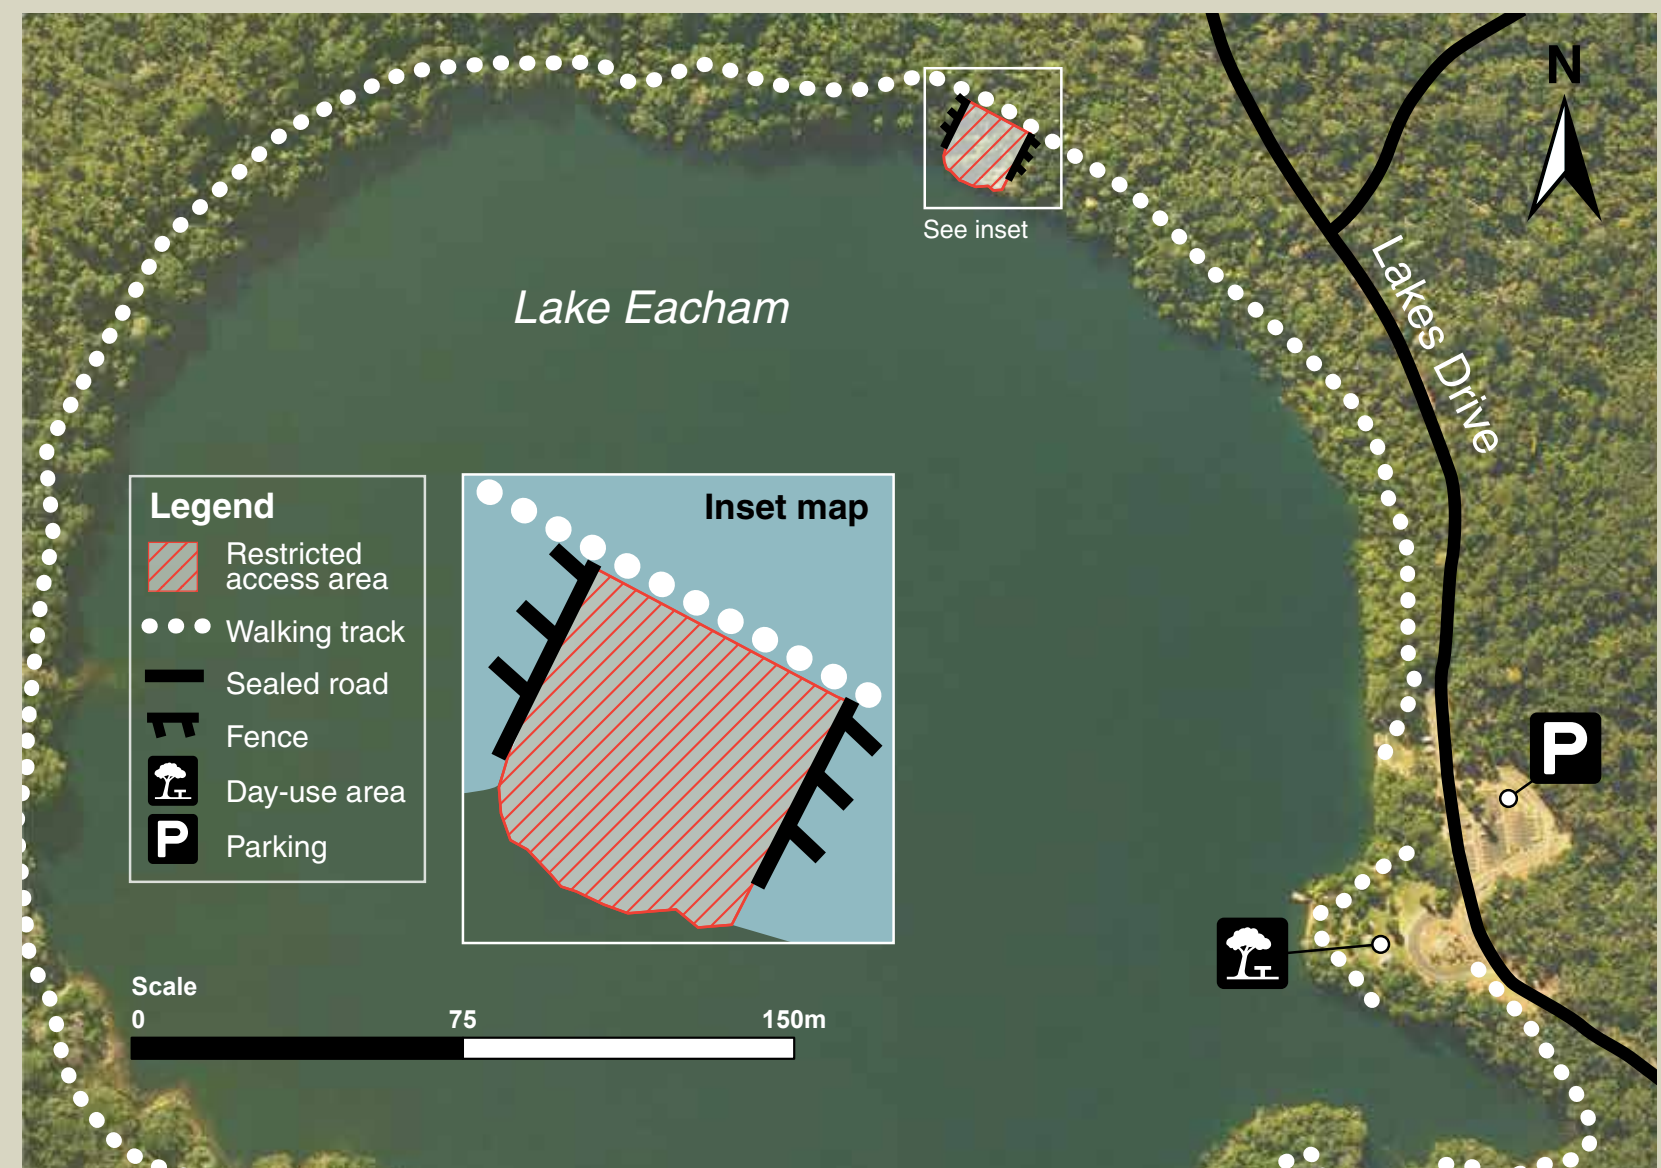 N
See inset
Lake Eacham
Lakes Drive
Legend
Restricted
access area
Walking track
Sealed road
Fence
Day-use area
P Parking
Inset map
P
Scale
0 75 150m